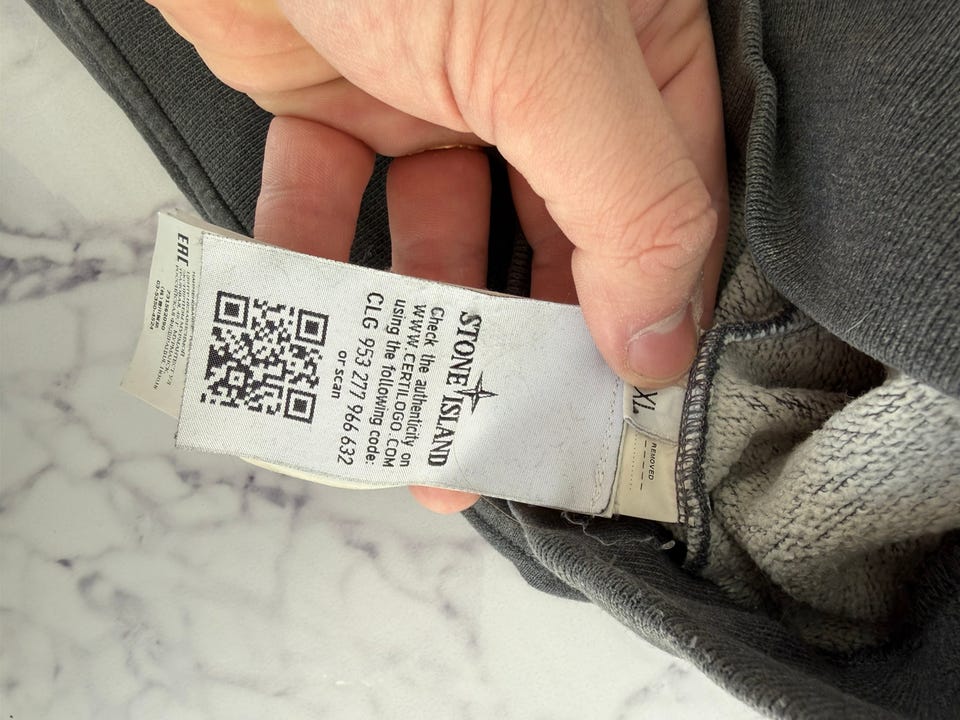 STONE ISLAND
Check the authenticity on
WWW.CERTILOGO.COM
using the following code:
CLG 953 277 966 632
or scan
EAC
XL
REMOVED